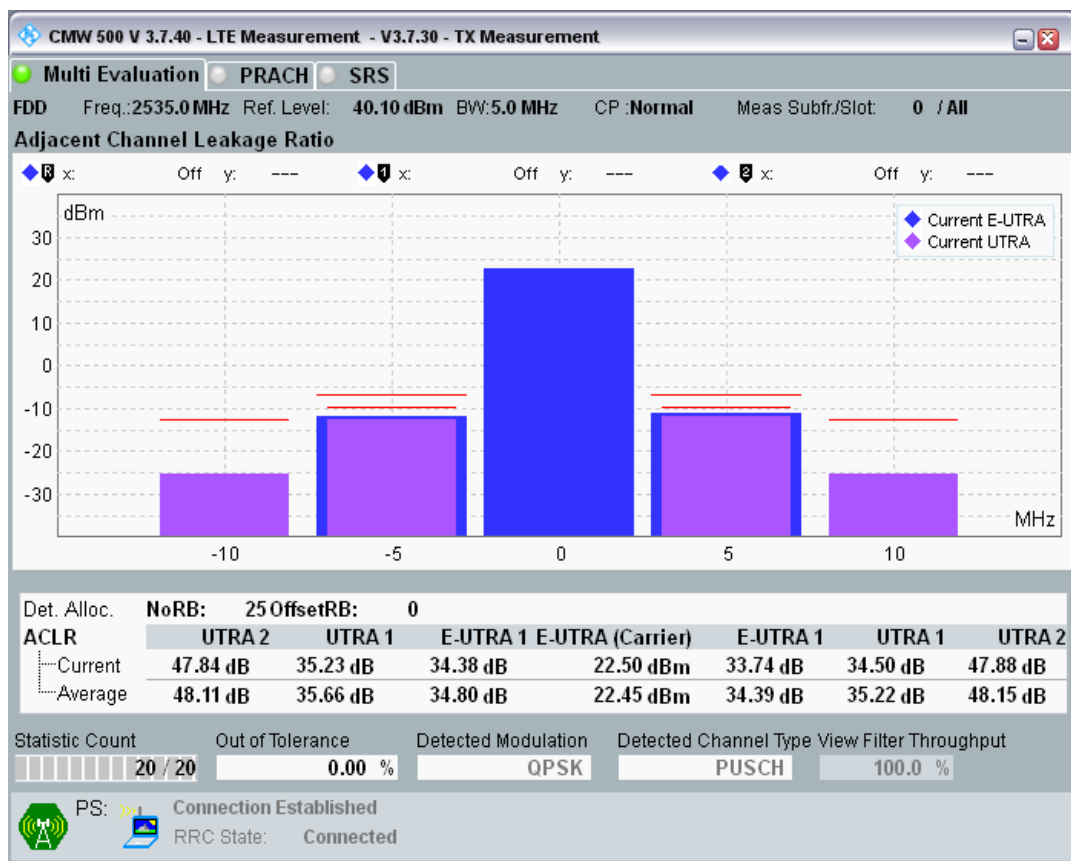 CMW 500 V 3.7.40 - LTE Measurement - V3.7.30 - TX Measurement
Multi Evaluation PRACH SRS
FDD Freq.:2535.0 MHz Ref. Level: 40.10 dBm BW:5.0 MHz CP :Normal Meas Subfr./Slot: 0 / All
Adjacent Channel Leakage Ratio
R x: Off y: --- 1 x: Off y: --- 2 x: Off y: ---
dBm
Current E-UTRA
Current UTRA
30
20
10
0
-10
-20
-30
MHz
-10 -5 0 5 10
Det. Alloc. NoRB: 25 OffsetRB: 0
ACLR UTRA 2 UTRA 1 E-UTRA 1 E-UTRA (Carrier) E-UTRA 1 UTRA 1 UTRA 2
Current 47.84 dB 35.23 dB 34.38 dB 22.50 dBm 33.74 dB 34.50 dB 47.88 dB
Average 48.11 dB 35.66 dB 34.80 dB 22.45 dBm 34.39 dB 35.22 dB 48.15 dB
Statistic Count Out of Tolerance Detected Modulation Detected Channel Type View Filter Throughput
20 / 20 0.00 % QPSK PUSCH 100.0 %
PS: Connection Established
RRC State: Connected